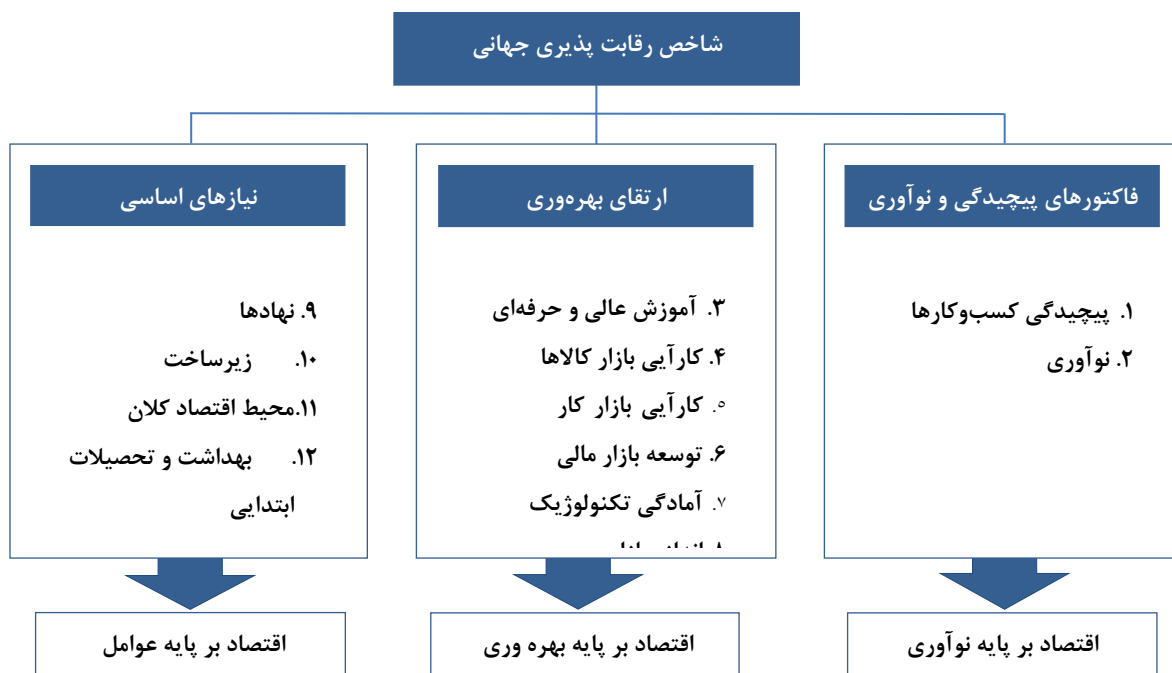 شاخص رقابت پذیری جهانی
فاکتورهای پیچیدگی و نوآوری
۱. پیچیدگی کسب‌وکارها
۲. نوآوری
اقتصاد بر پایه نوآوری
ارتقای بهره‌وری
۳. آموزش عالی و حرفه‌ای
۴. کارآیی بازار کالاها
۵. کارآیی بازار کار
۶. توسعه بازار مالی
۷. آمادگی تکنولوژیک
اقتصاد بر پایه بهره وری
نیازهای اساسی
۹. نهادها
۱۰. زیرساخت
۱۱.محیط اقتصاد کلان
۱۲. بهداشت و تحصیلات
ابتدایی
اقتصاد بر پایه عوامل